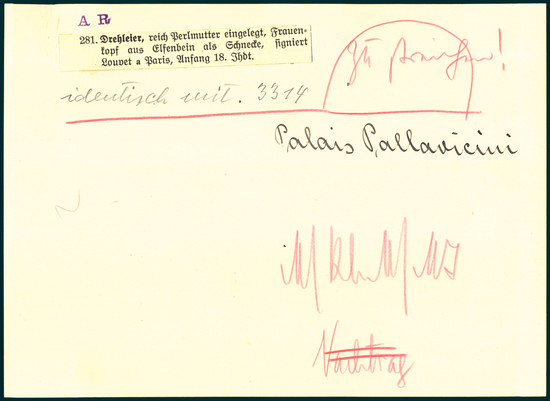 A R
281. Drehleier, reich Perlmutter eingelegt, Frauen-
kopf aus Elfenbein als Schnecke, signiert
Louvet a Paris, Anfang 18. Jhdt.
zu
identisch mit. 3314
Palais Pallavicini
Nachtrag